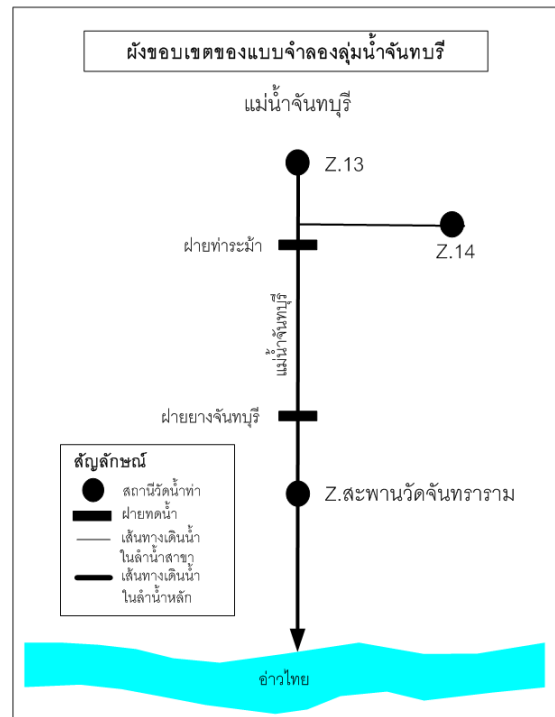 ผังขอบเขตของแบบจำลองลุ่มน้ำจันทบรี
แม่น้ำจันทบุรี
Z.13
Z.14
ฝายท่าระม้า
แม่น้ำจันทบุรี
ฝายยางจันทบุรี
Z.สะพานวัดจันทราราม
สัญลักษณ์
สถานีวัดน้ำท่า
ฝายทดน้ำ
เส้นทางเดินน้ำ
ในลำน้ำสาขา
เส้นทางเดินน้ำ
ในลำน้ำหลัก
อ่าวไทย